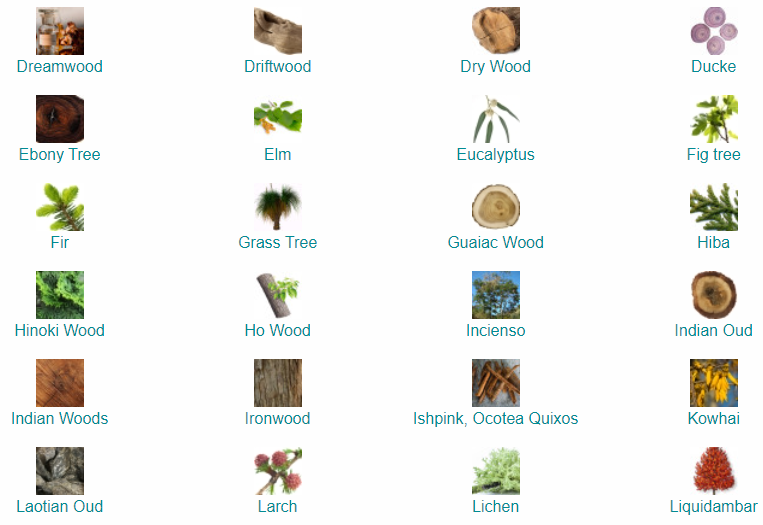 Dreamwood
Driftwood
Dry Wood
Ducke
Ebony Tree
Elm
Eucalyptus
Fig tree
Fir
Grass Tree
Guaiac Wood
Hiba
Hinoki Wood
Ho Wood
Incienso
Indian Oud
Indian Woods
Ironwood
Ishpink, Ocotea Quixos
Kowhai
Laotian Oud
Larch
Lichen
Liquidambar